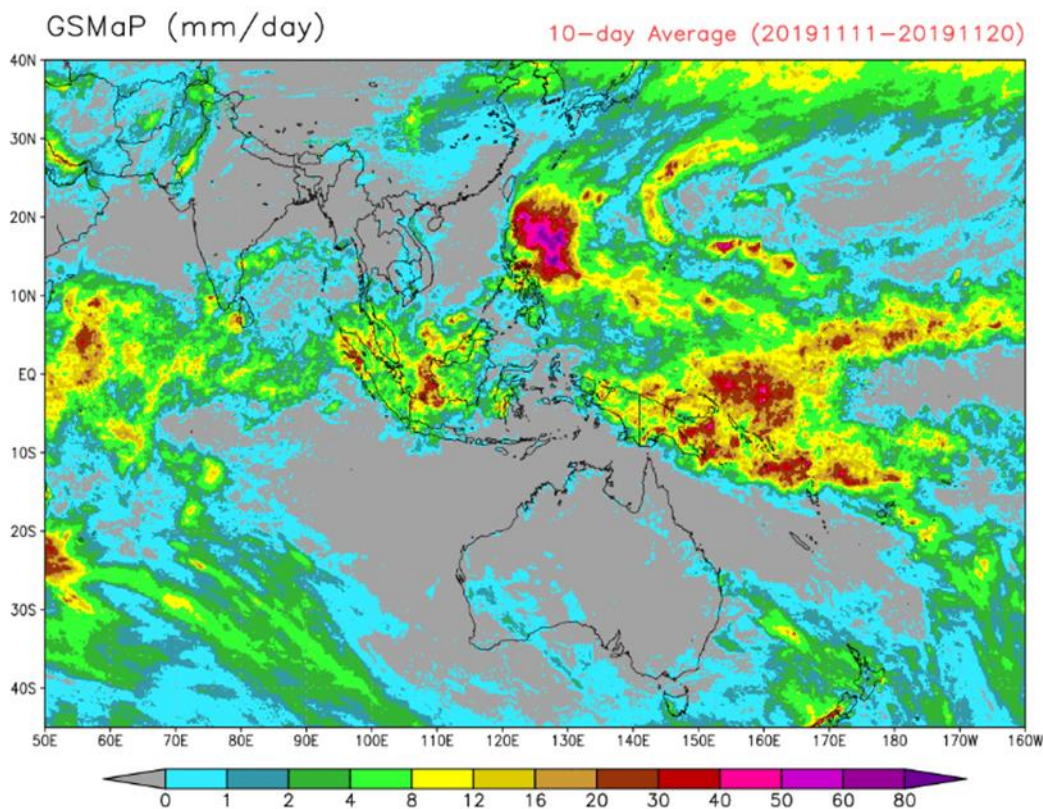 GSMaP (mm/day)
10-day Average (20191111-20191120)
40N
30N
20N
10N
EQ
10S
20S
30S
40S
50E 60E 70E 80E 90E 100E 110E 120E 130E 140E 150E 160E 170E 180 170W 160W
0 1 2 4 8 12 16 20 30 40 50 60 80